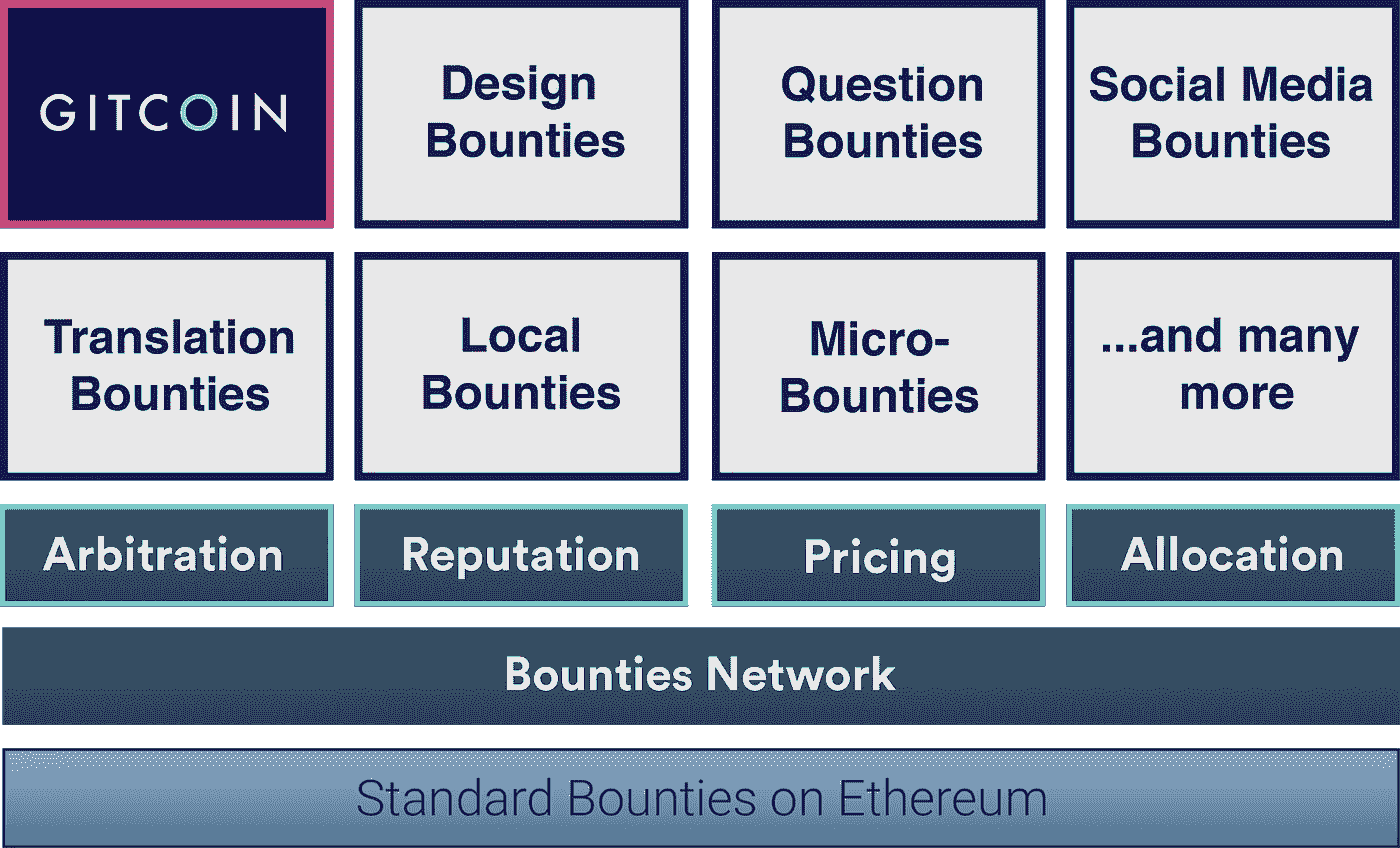 GITCOIN
Design
Bounties
Question
Bounties
Social Media
Bounties
Translation
Bounties
Local
Bounties
Micro-
Bounties
...and many
more
Arbitration
Reputation
Pricing
Allocation
Bounties Network
Standard Bounties on Ethereum